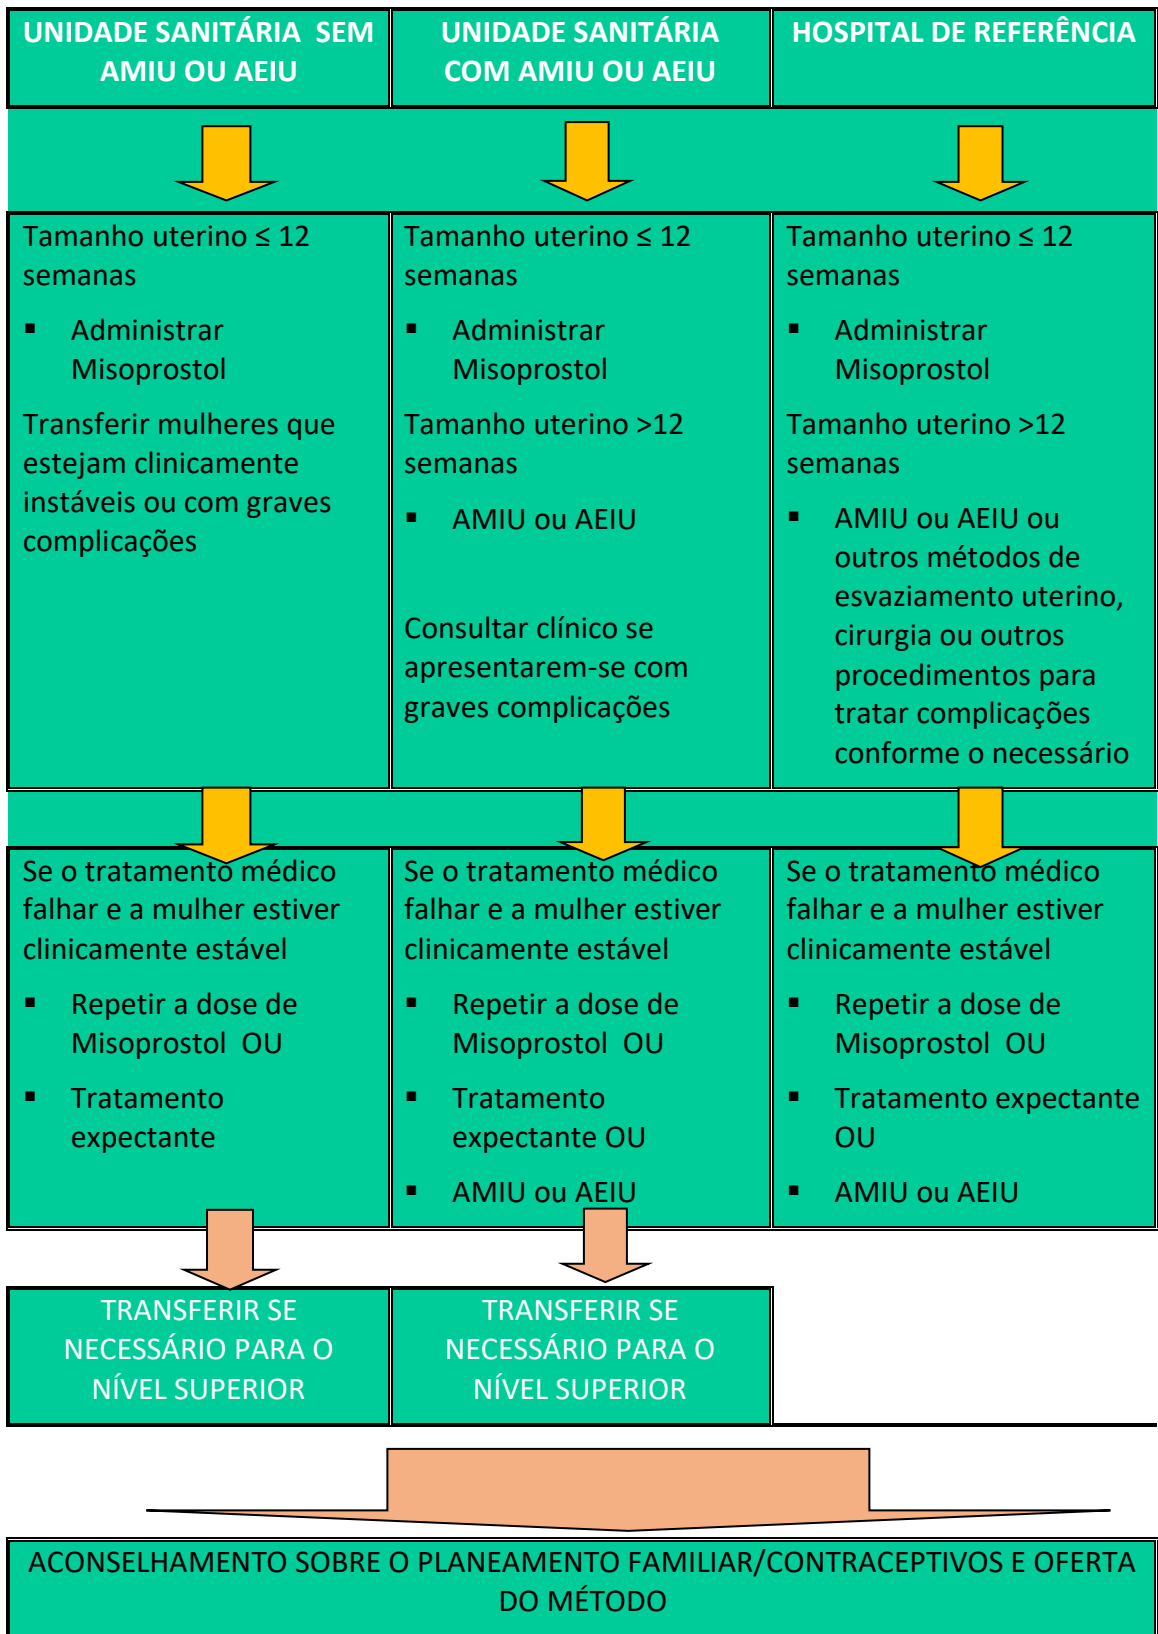 UNIDADE SANITÁRIA  SEM
AMIU OU AEIU
UNIDADE SANITÁRIA
COM AMIU OU AEIU
HOSPITAL DE REFERÊNCIA
Tamanho uterino ≤ 12
semanas
▪ Administrar
Misoprostol
Transferir mulheres que
estejam clinicamente
instáveis ou com graves
complicações
Tamanho uterino ≤ 12
semanas
▪ Administrar
Misoprostol
Tamanho uterino >12
semanas
▪ AMIU ou AEIU
Consultar clínico se
apresentarem-se com
graves complicações
Tamanho uterino ≤ 12
semanas
▪ Administrar
Misoprostol
Tamanho uterino >12
semanas
▪ AMIU ou AEIU ou
outros métodos de
esvaziamento uterino,
cirurgia ou outros
procedimentos para
tratar complicações
conforme o necessário
Se o tratamento médico
falhar e a mulher estiver
clinicamente estável
▪ Repetir a dose de
Misoprostol  OU
▪ Tratamento
expectante
Se o tratamento médico
falhar e a mulher estiver
clinicamente estável
▪ Repetir a dose de
Misoprostol  OU
▪ Tratamento
expectante OU
▪ AMIU ou AEIU
Se o tratamento médico
falhar e a mulher estiver
clinicamente estável
▪ Repetir a dose de
Misoprostol  OU
▪ Tratamento expectante
OU
▪ AMIU ou AEIU
TRANSFERIR SE
NECESSÁRIO PARA O
NÍVEL SUPERIOR
TRANSFERIR SE
NECESSÁRIO PARA O
NÍVEL SUPERIOR
ACONSELHAMENTO SOBRE O PLANEAMENTO FAMILIAR/CONTRACEPTIVOS E OFERTA
DO MÉTODO